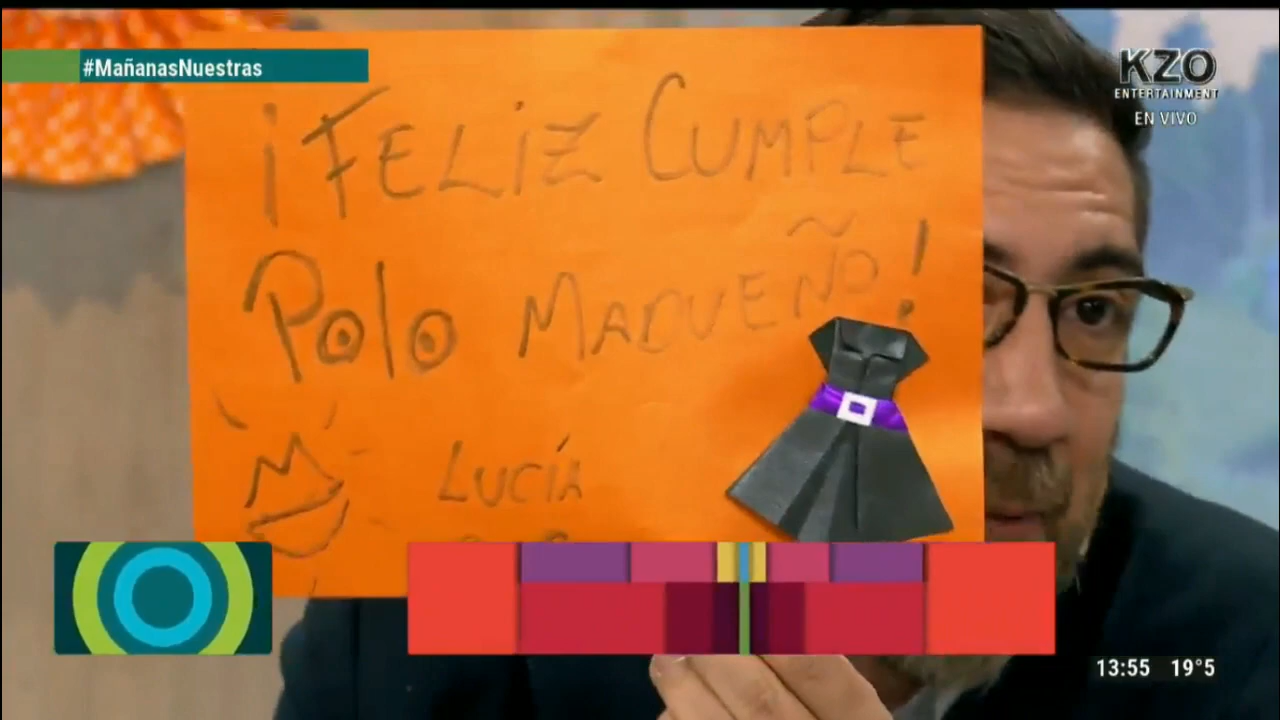 #MañanasNuestras
KZO
ENTERTAINMENT
EN VIVO
¡FELIZ CUMPLE
POLO MADUEÑO!
LUCÍA
13:55 19°5